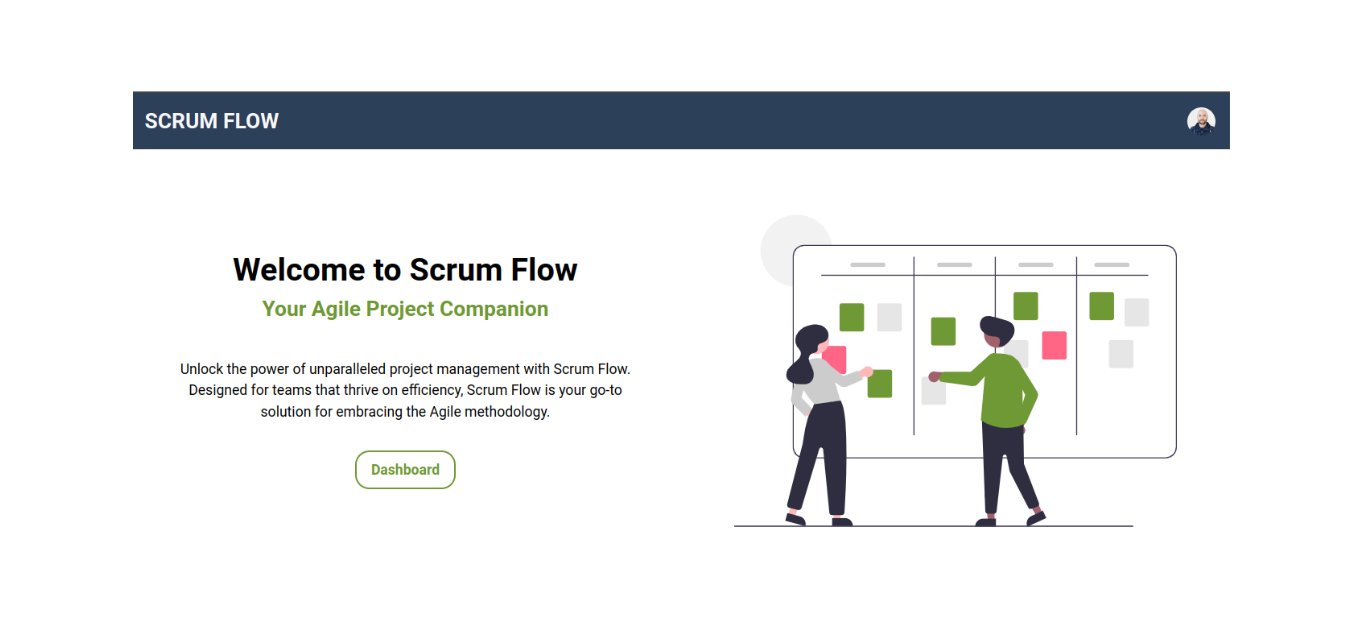 SCRUM FLOW
Welcome to Scrum Flow
Your Agile Project Companion
Unlock the power of unparalleled project management with Scrum Flow.
Designed for teams that thrive on efficiency, Scrum Flow is your go-to
solution for embracing the Agile methodology.
Dashboard